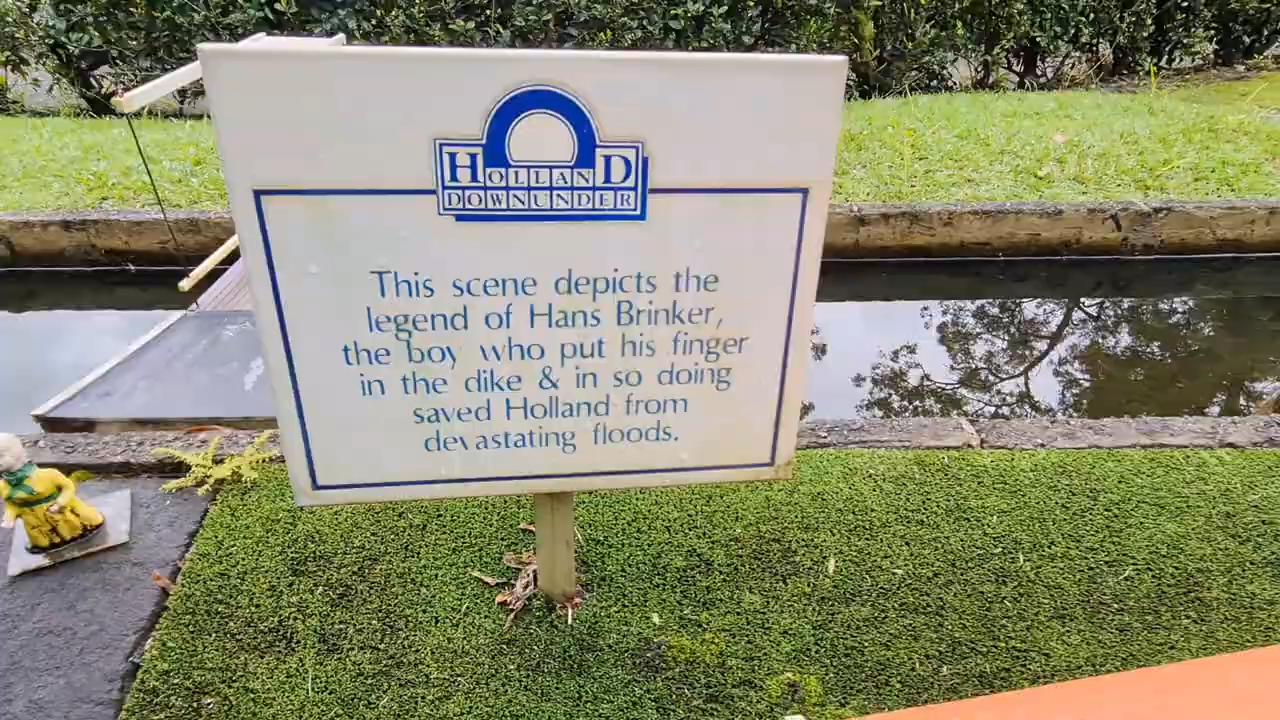 HOLLAND
DOWNUNDER
This scene depicts the
legend of Hans Brinker,
the boy who put his finger
in the dike & in so doing
saved Holland from
devastating floods.